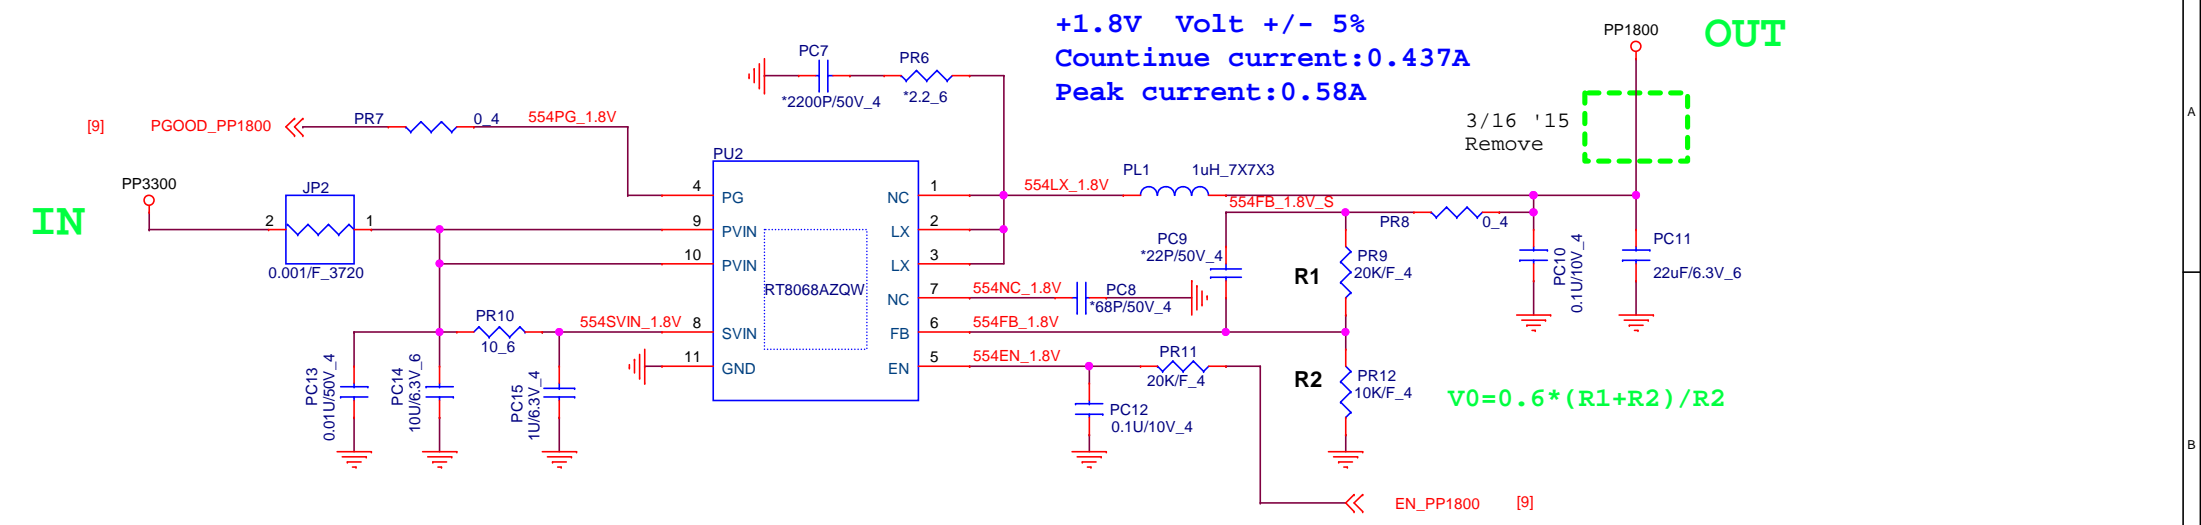 +1.8V Volt +/- 5%
Countinue current:0.437A
Peak current:0.58A
OUT
PP1800
3/16 '15
Remove
PC7
*2200P/50V_4
PR6
*2.2_6
[9] PGOOD_PP1800
PR7
0_4
554PG_1.8V
IN
PP3300
JP2
2
1
0.001/F_3720
PU2
RT8068AZQW
4 PG
9 PVIN
10 PVIN
8 SVIN
11 GND
NC 1
LX 2
LX 3
NC 7
FB 6
EN 5
554LX_1.8V
PL1
1uH_7X7X3
554FB_1.8V_S
PR8
0_4
PC9
*22P/50V_4
R1
PR9
20K/F_4
PC10
0.1U/10V_4
PC11
22uF/6.3V_6
554NC_1.8V
PC8
*68P/50V_4
554FB_1.8V
554EN_1.8V
PR10
10_6
554SVIN_1.8V
PC13
0.01U/50V_4
PC14
10U/6.3V_6
PC15
1U/6.3V_4
PR11
20K/F_4
PC12
0.1U/10V_4
R2
PR12
10K/F_4
V0=0.6*(R1+R2)/R2
EN_PP1800 [9]
A
B